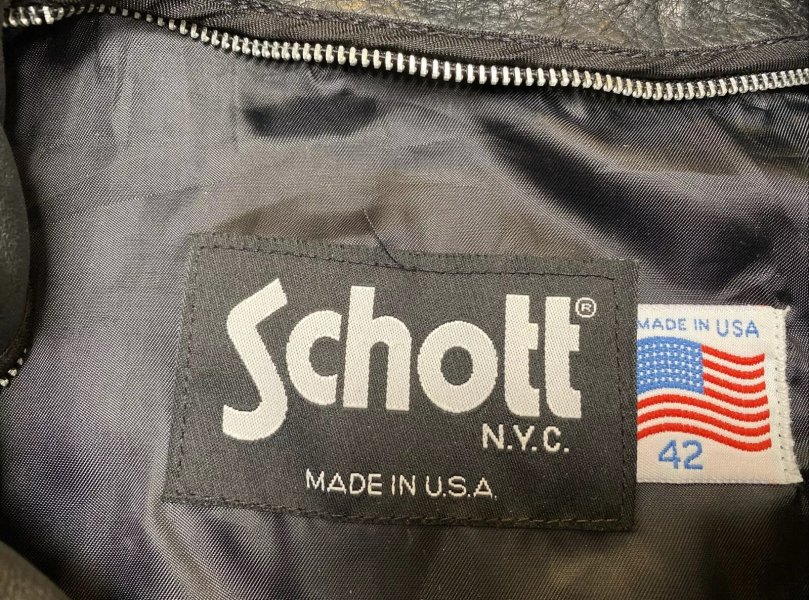 Schott®
N.Y.C.
MADE IN U.S.A.
MADE IN USA
42